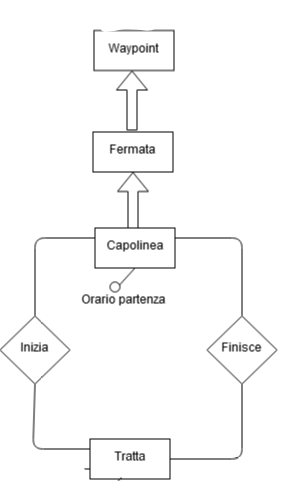 Waypoint
Fermata
Capolinea
Orario partenza
Inizia
Finisce
Tratta